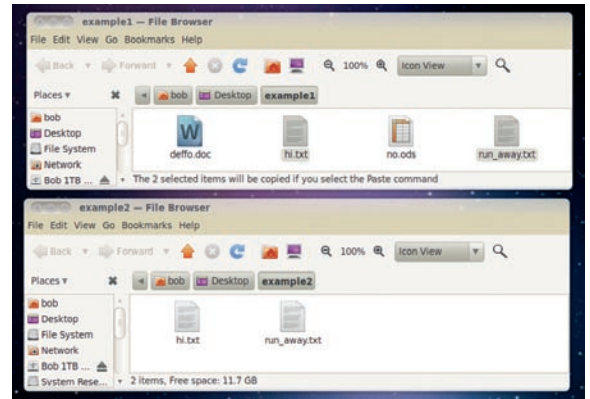 example1 — File Browser
File Edit View Go Bookmarks Help
Back Forward 100% Icon View
Places bob Desktop example1
bob
Desktop
File System
Network
Bob 1TB ...
W
deffo.doc hi.txt no.ods run_away.txt
The 2 selected items will be copied if you select the Paste command
example2 — File Browser
File Edit View Go Bookmarks Help
Back Forward 100% Icon View
Places bob Desktop example2
bob
Desktop
File System
Network
Bob 1TB ...
System Rese...
hi.txt run_away.txt
2 items, Free space: 11.7 GB